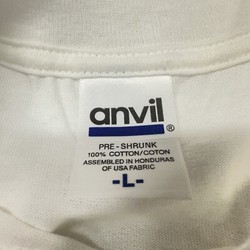 anvil
®
PRE-SHRUNK
100% COTTON/COTON
ASSEMBLED IN HONDURAS
OF USA FABRIC
-L-